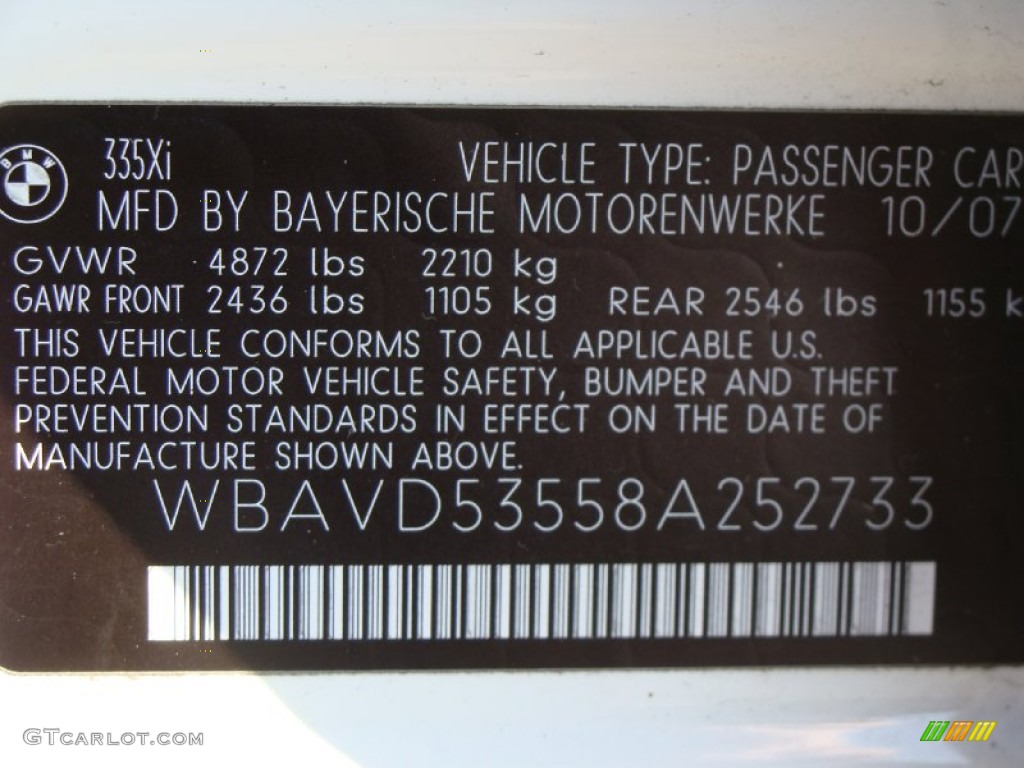 BMW
335Xi
VEHICLE TYPE: PASSENGER CAR
MFD BY BAYERISCHE MOTORENWERKE 10/07
GVWR 4872 lbs 2210 kg
GAWR FRONT 2436 lbs 1105 kg REAR 2546 lbs 1155 k
THIS VEHICLE CONFORMS TO ALL APPLICABLE U.S.
FEDERAL MOTOR VEHICLE SAFETY, BUMPER AND THEFT
PREVENTION STANDARDS IN EFFECT ON THE DATE OF
MANUFACTURE SHOWN ABOVE.
WBAVD53558A252733
GTCARLOT.COM